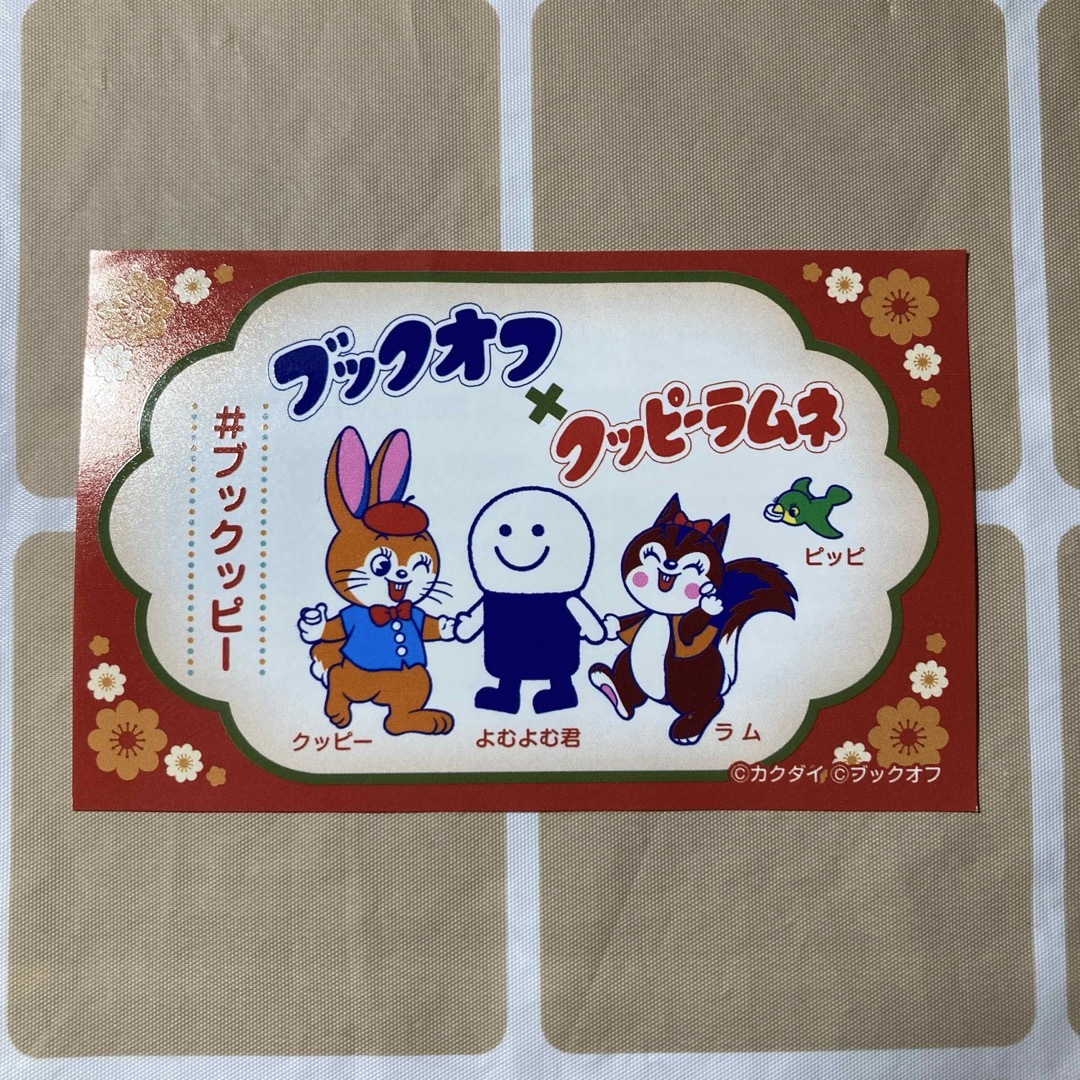 ブックオフ
×
クッピーラムネ
#ブックッピー
ピッピ
クッピー
よむよむ君
ラム
©カクダイ ©ブックオフ